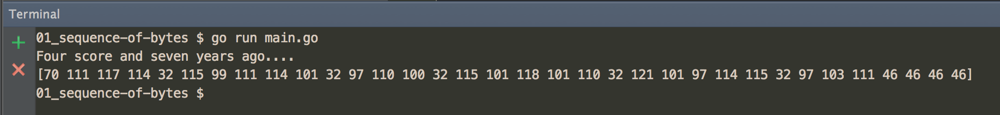 Terminal
01_sequence-of-bytes $ go run main.go
Four score and seven years ago....
[70 111 117 114 32 115 99 111 114 101 32 97 110 100 32 115 101 118 101 110 32 121 101 97 114 115 32 97 103 111 46 46 46 46]
01_sequence-of-bytes $